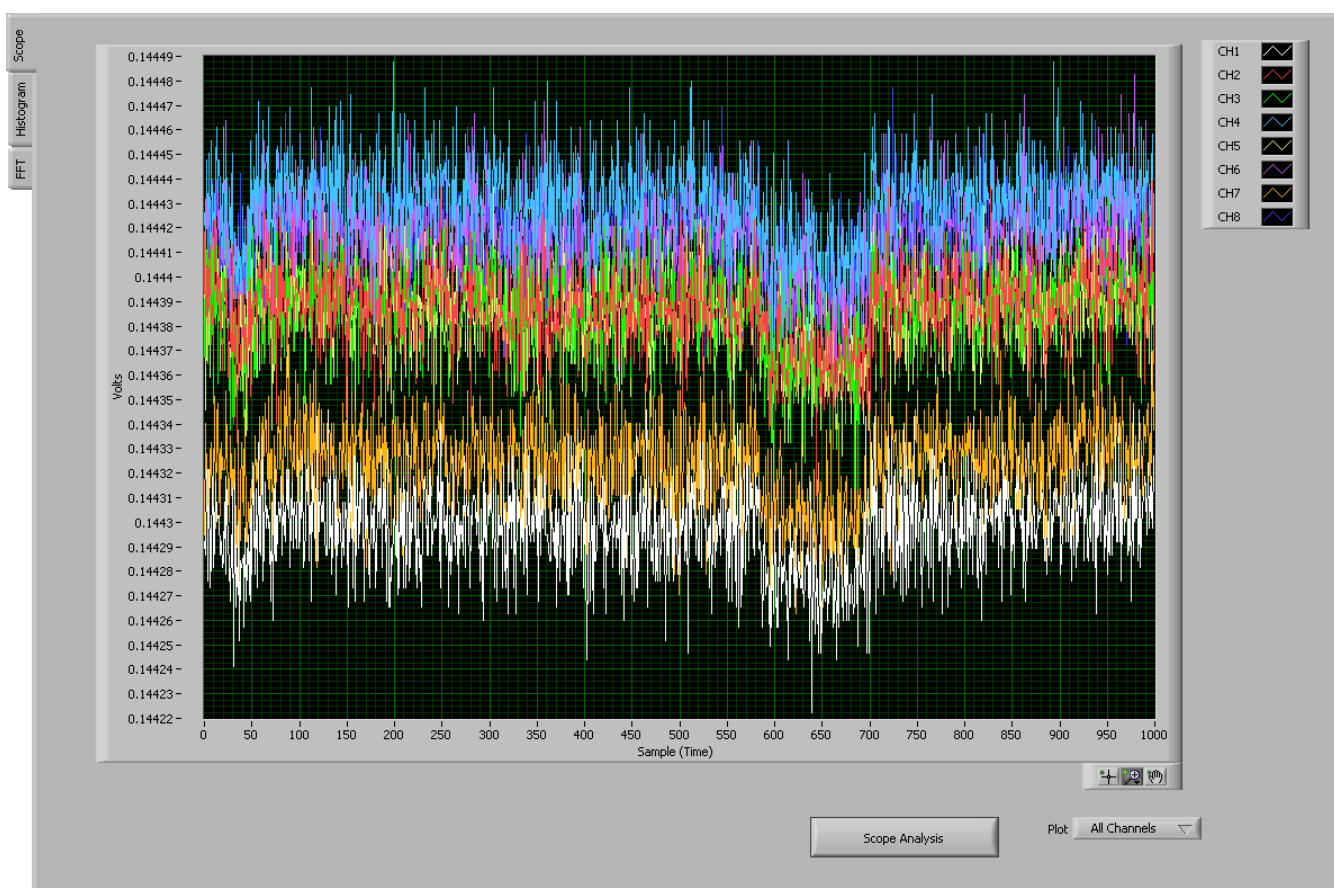 Scope
Histogram
FFT
Volts
0.14449
0.14448
0.14447
0.14446
0.14445
0.14444
0.14443
0.14442
0.14441
0.1444
0.14439
0.14438
0.14437
0.14436
0.14435
0.14434
0.14433
0.14432
0.14431
0.1443
0.14429
0.14428
0.14427
0.14426
0.14425
0.14424
0.14423
0.14422
0 50 100 150 200 250 300 350 400 450 500 550 600 650 700 750 800 850 900 950 1000
Sample (Time)
CH1
CH2
CH3
CH4
CH5
CH6
CH7
CH8
Scope Analysis
Plot All Channels